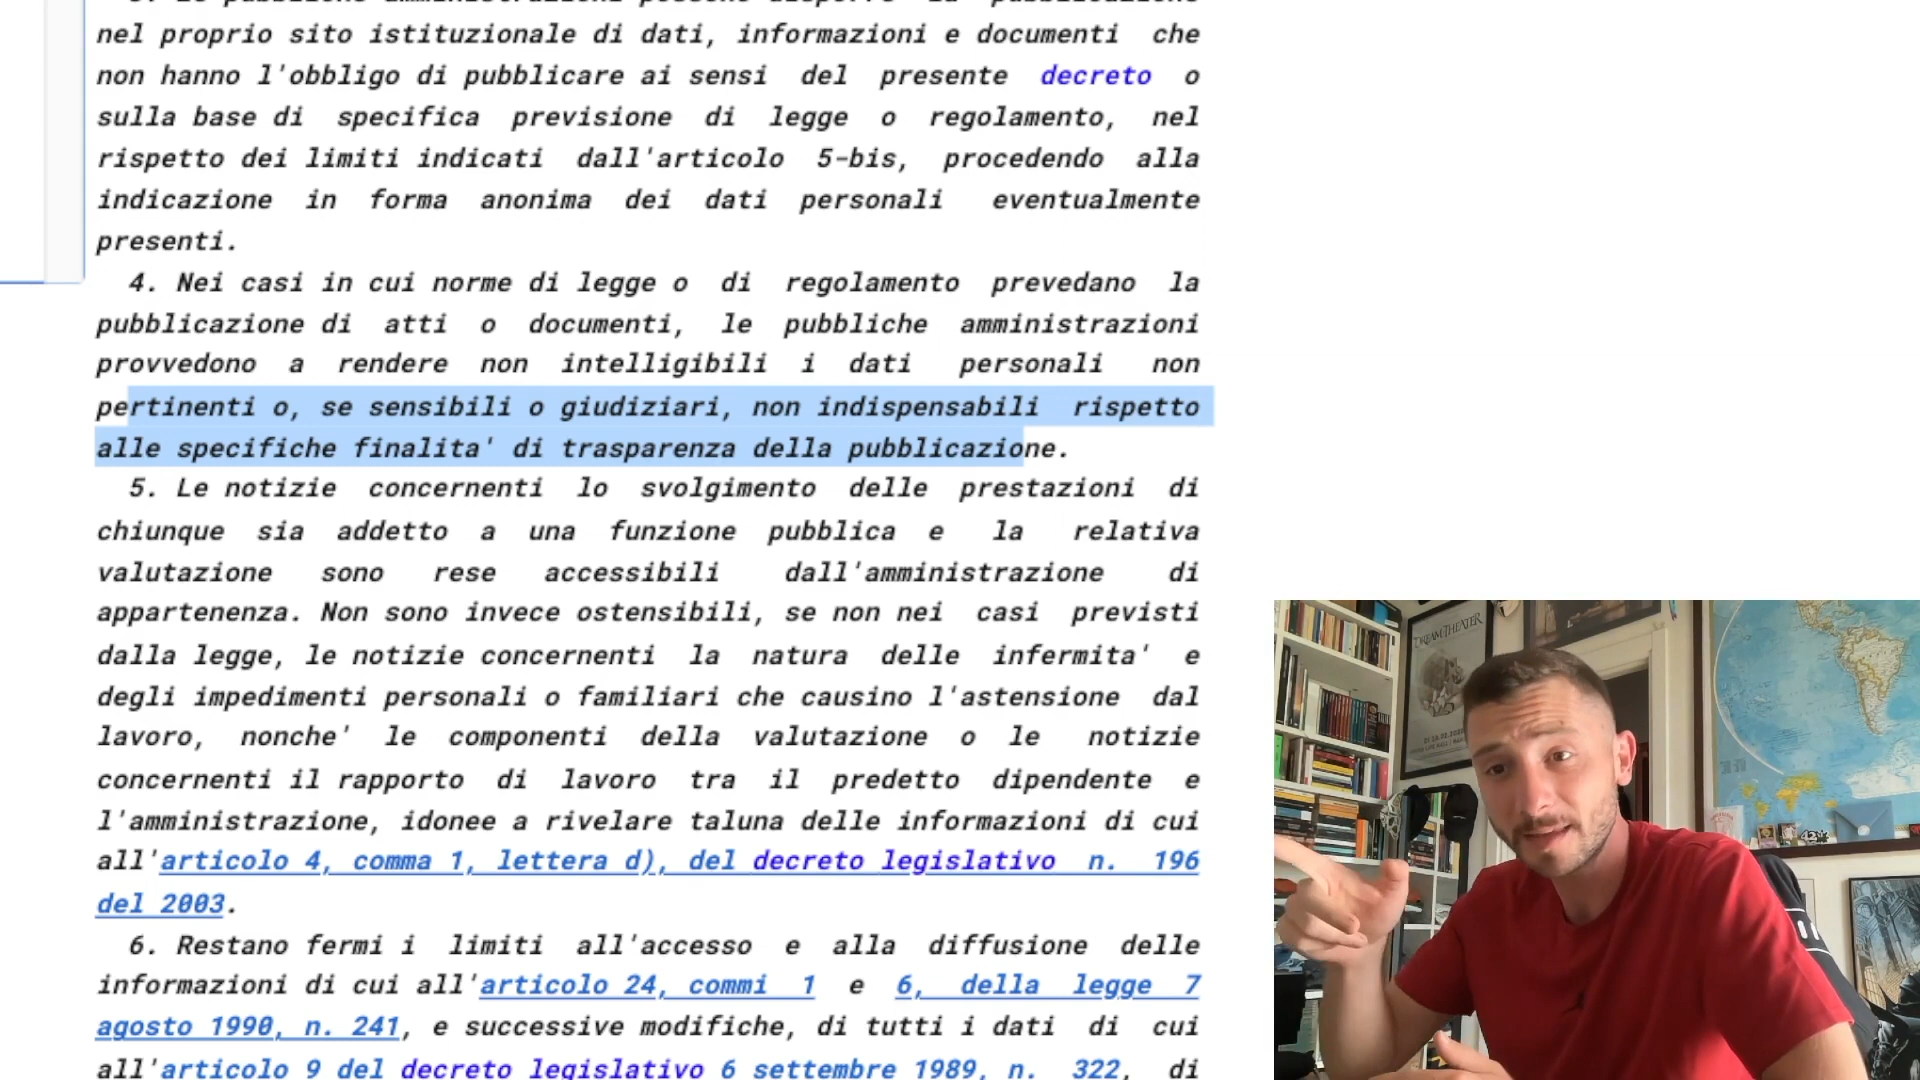 nel proprio sito istituzionale di dati, informazioni e documenti che
non hanno l'obbligo di pubblicare ai sensi del presente decreto o
sulla base di specifica previsione di legge o regolamento, nel
rispetto dei limiti indicati dall'articolo 5-bis, procedendo alla
indicazione in forma anonima dei dati personali eventualmente
presenti.
4. Nei casi in cui norme di legge o di regolamento prevedano la
pubblicazione di atti o documenti, le pubbliche amministrazioni
provvedono a rendere non intelligibili i dati personali non
pertinenti o, se sensibili o giudiziari, non indispensabili rispetto
alle specifiche finalita' di trasparenza della pubblicazione.
5. Le notizie concernenti lo svolgimento delle prestazioni di
chiunque sia addetto a una funzione pubblica e la relativa
valutazione sono rese accessibili dall'amministrazione di
appartenenza. Non sono invece ostensibili, se non nei casi previsti
dalla legge, le notizie concernenti la natura delle infermita' e
degli impedimenti personali o familiari che causino l'astensione dal
lavoro, nonche' le componenti della valutazione o le notizie
concernenti il rapporto di lavoro tra il predetto dipendente e
l'amministrazione, idonee a rivelare taluna delle informazioni di cui
all'articolo 4, comma 1, lettera d), del decreto legislativo n. 196
del 2003.
6. Restano fermi i limiti all'accesso e alla diffusione delle
informazioni di cui all'articolo 24, commi 1 e 6, della legge 7
agosto 1990, n. 241, e successive modifiche, di tutti i dati di cui
all'articolo 9 del decreto legislativo 6 settembre 1989, n. 322, di
DREAM THEATER